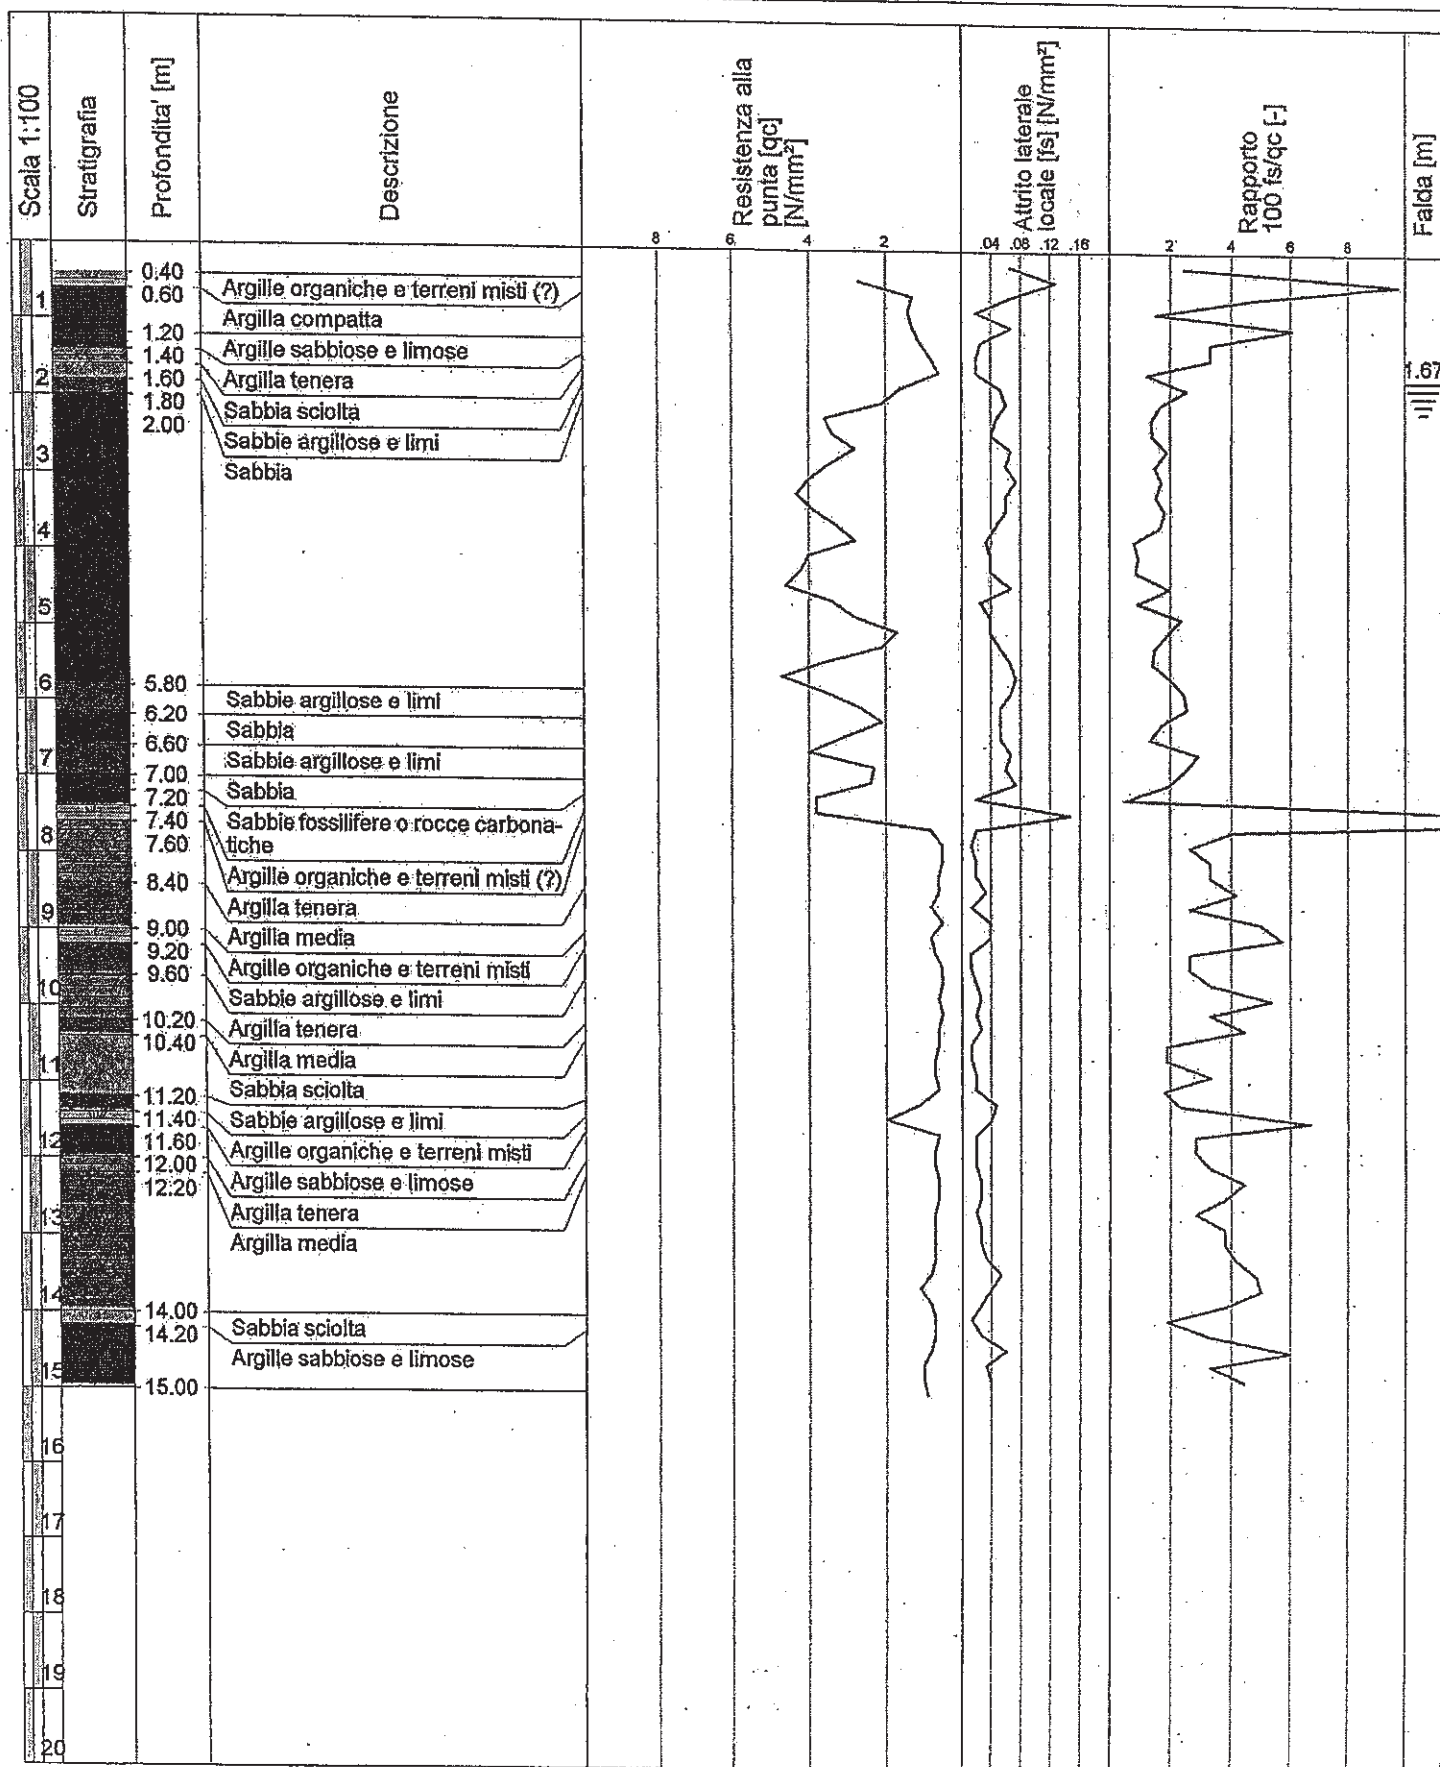 Scala 1:100
Stratigrafia
Profondita' [m]
Descrizione
Resistenza alla
punta [qc]
[N/mm²]
Attrito laterale
locale [fs] [N/mm²]
Rapporto
100 fs/qc [-]
Falda [m]
8 6 4 2 .04 .08 .12 .16 2 4 6 8
0.40
0.60 Argille organiche e terreni misti (?)
1
Argilla compatta
1.20
1.40 Argille sabbiose e limose
1.67
2 1.60 Argilla tenera
1.80 Sabbia sciolta
2.00
Sabbie argillose e limi
3 Sabbia
4
5
6 5.80
Sabbie argillose e limi
6.20
Sabbia
6.60
7 Sabbie argillose e limi
7.00
7.20 Sabbia
7.40 Sabbie fossilifere o rocce carbona-
8 7.60 tiche
8.40 Argille organiche e terreni misti (?)
9 Argilla tenera
9.00 Argilla media
9.20
9.60 Argille organiche e terreni misti
10 Sabbie argillose e limi
10.20 Argilla tenera
10.40
11 Argilla media
11.20 Sabbia sciolta
11.40 Sabbie argillose e limi
12 11.60 Argille organiche e terreni misti
12.00
12.20 Argille sabbiose e limose
13 Argilla tenera
Argilla media
14 14.00
14.20 Sabbia sciolta
15 Argille sabbiose e limose
15.00
16
17
18
19
20